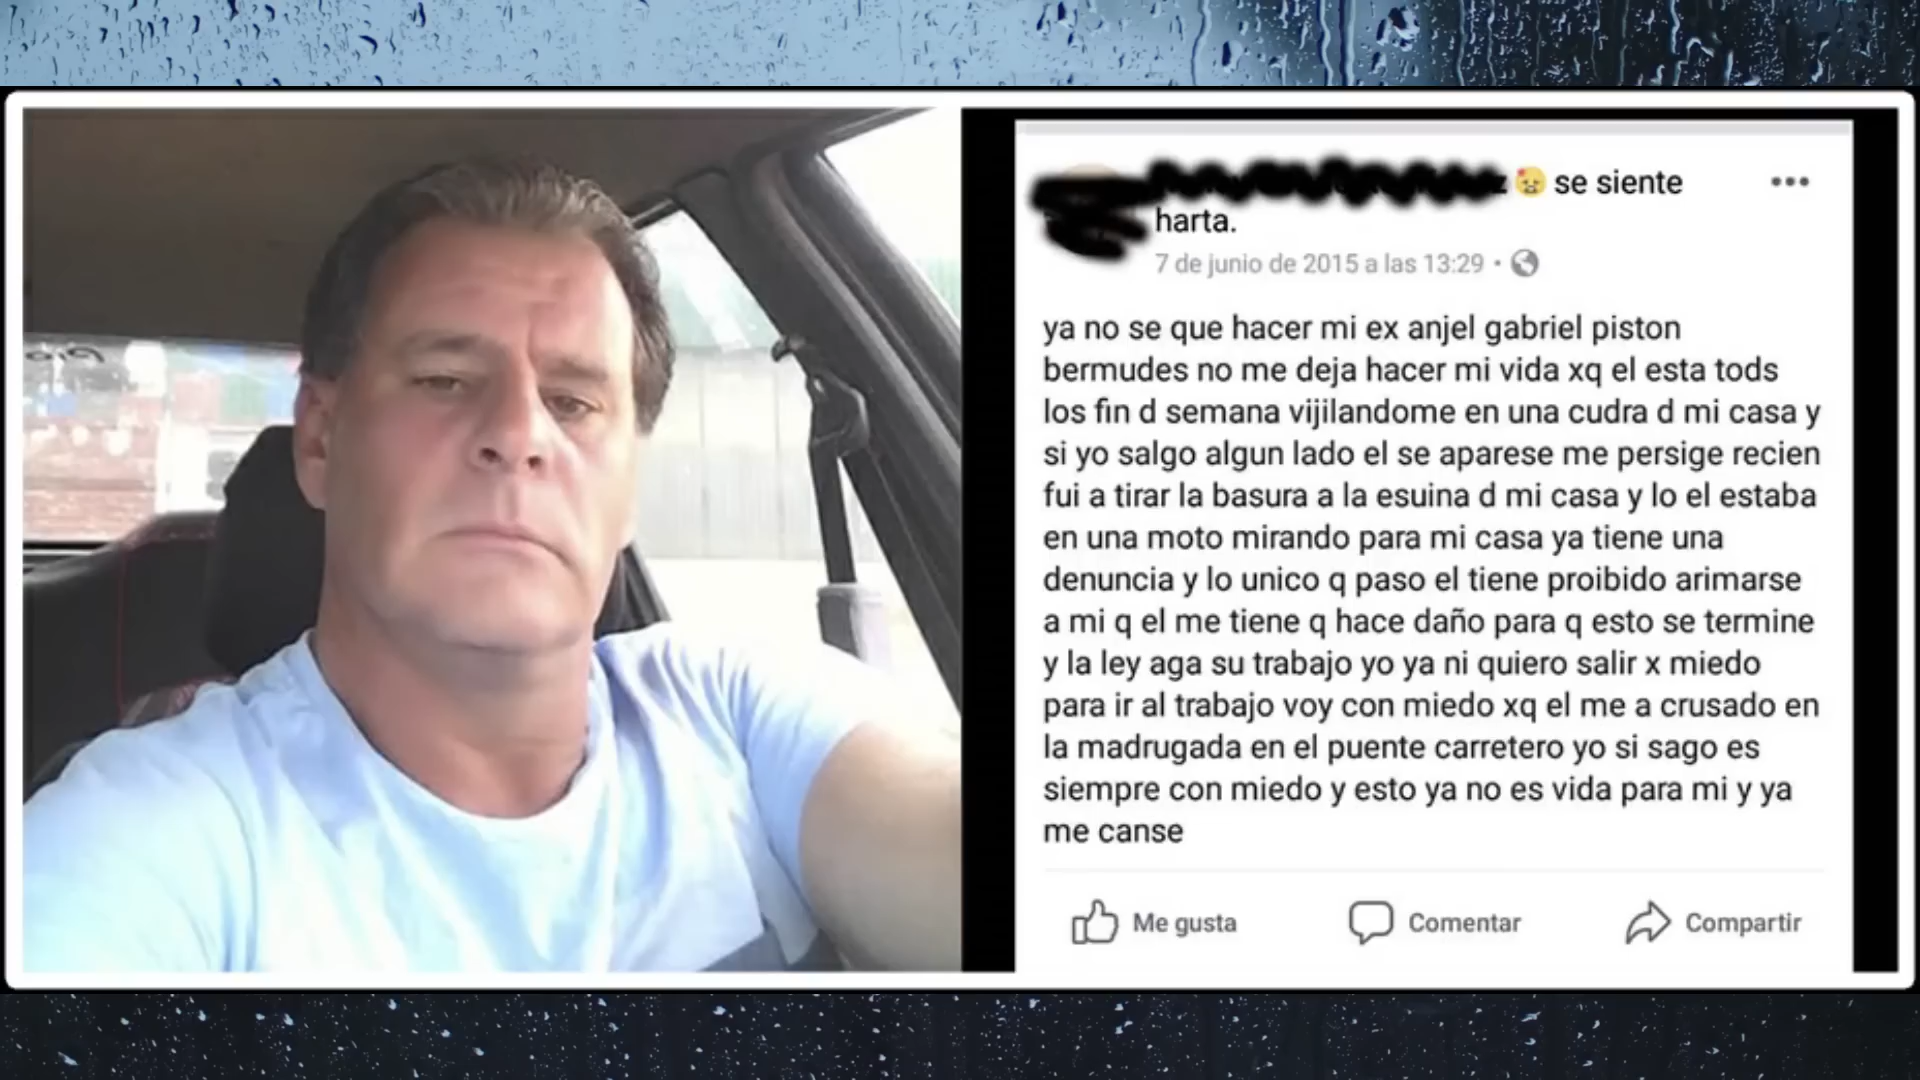 se siente
harta.
7 de junio de 2015 a las 13:29 •
ya no se que hacer mi ex anjel gabriel piston
bermudes no me deja hacer mi vida xq el esta tods
los fin d semana vijilandome en una cudra d mi casa y
si yo salgo algun lado el se aparese me persige recien
fui a tirar la basura a la esuina d mi casa y lo el estaba
en una moto mirando para mi casa ya tiene una
denuncia y lo unico q paso el tiene proibido arimarse
a mi q el me tiene q hace daño para q esto se termine
y la ley aga su trabajo yo ya ni quiero salir x miedo
para ir al trabajo voy con miedo xq el me a crusado en
la madrugada en el puente carretero yo si sago es
siempre con miedo y esto ya no es vida para mi y ya
me canse
Me gusta Comentar Compartir